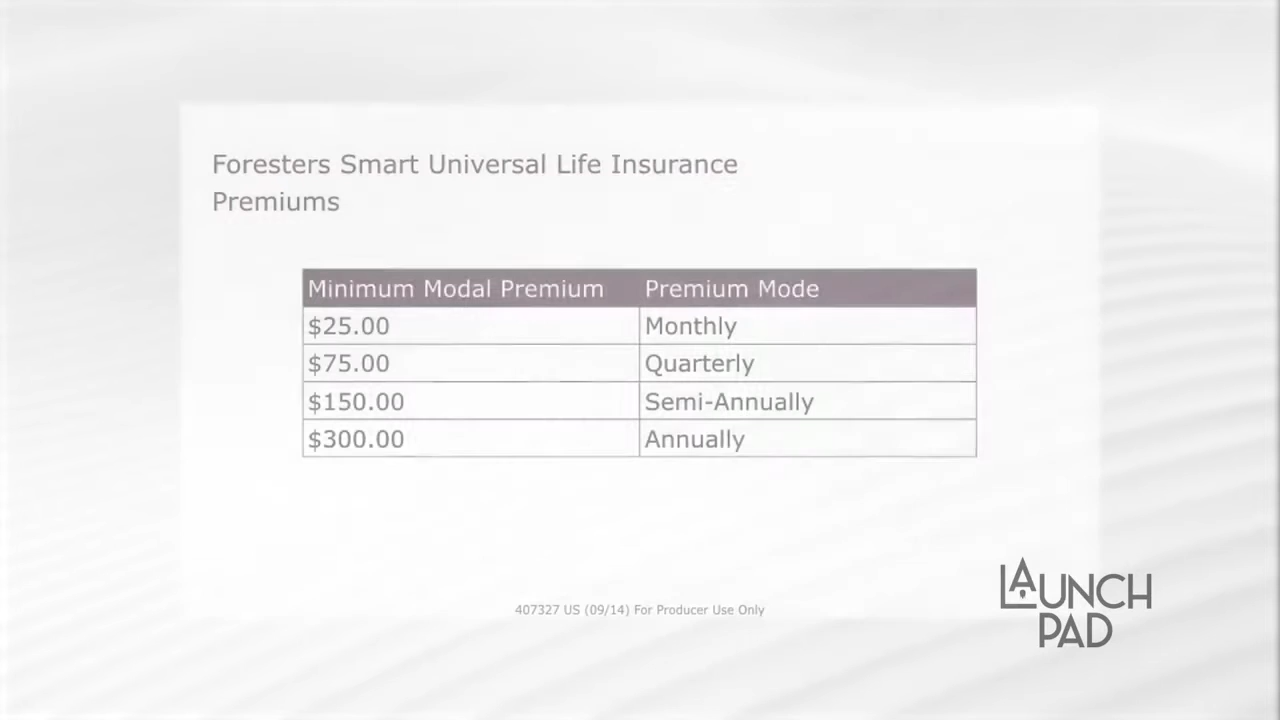 Foresters Smart Universal Life Insurance
Premiums
Minimum Modal Premium Premium Mode
$25.00 Monthly
$75.00 Quarterly
$150.00 Semi-Annually
$300.00 Annually
407327 US (09/14) For Producer Use Only
LAUNCH
PAD